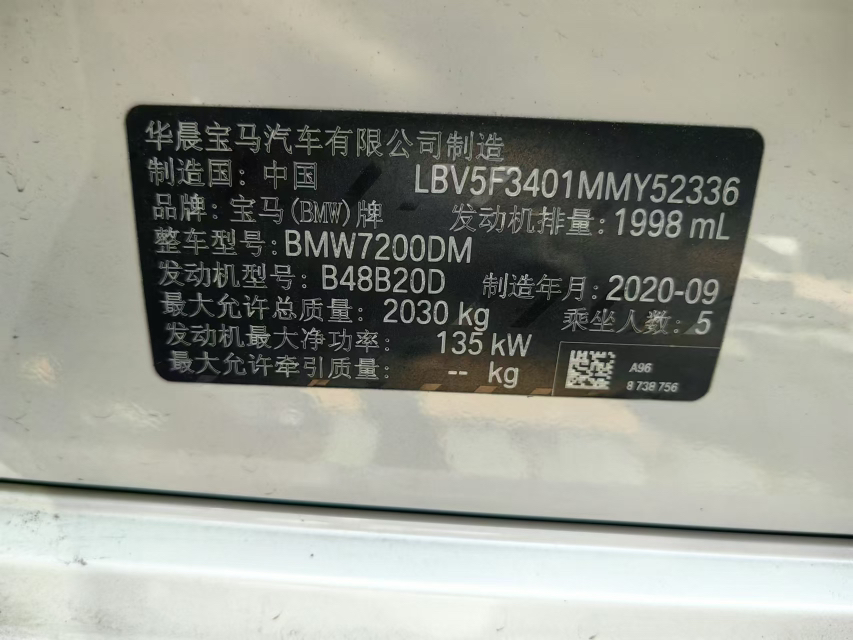 华晨宝马汽车有限公司制造
制造国: 中国 LBV5F3401MMY52336
品牌: 宝马(BMW)牌 发动机排量: 1998 mL
整车型号: BMW7200DM
发动机型号: B48B20D 制造年月: 2020-09
最大允许总质量: 2030 kg 乘坐人数: 5
发动机最大净功率: 135 kW
最大允许牵引质量: -- kg
A96
8 738 756